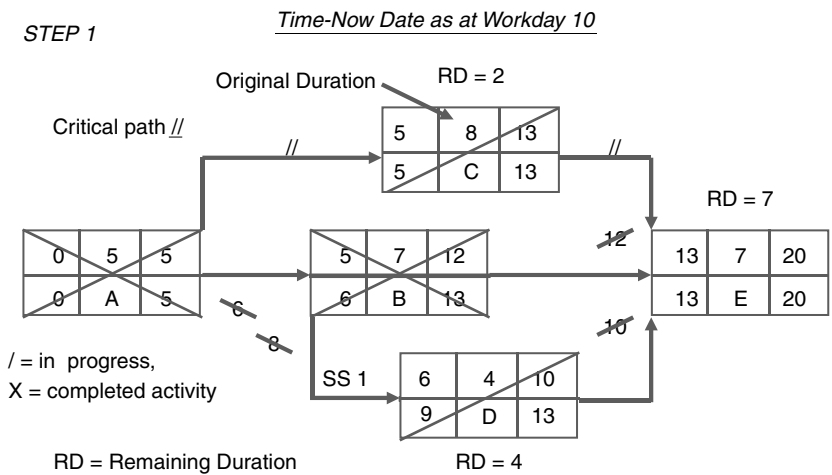 STEP 1
Time-Now Date as at Workday 10
Original Duration
RD = 2
Critical path //
//
5 8 13
5 C 13
//
RD = 7
0 5 5
0 A 5
5 7 12
6 B 13
12
13 7 20
13 E 20
6
8
10
/ = in progress,
X = completed activity
SS 1
6 4 10
9 D 13
RD = Remaining Duration
RD = 4